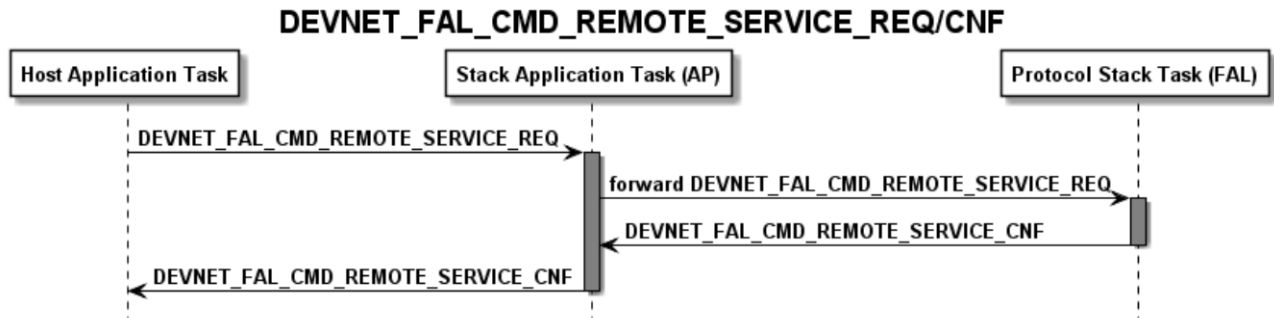 DEVNET_FAL_CMD_REMOTE_SERVICE_REQ/CNF
Host Application Task
Stack Application Task (AP)
Protocol Stack Task (FAL)
DEVNET_FAL_CMD_REMOTE_SERVICE_REQ
forward DEVNET_FAL_CMD_REMOTE_SERVICE_REQ
DEVNET_FAL_CMD_REMOTE_SERVICE_CNF
DEVNET_FAL_CMD_REMOTE_SERVICE_CNF